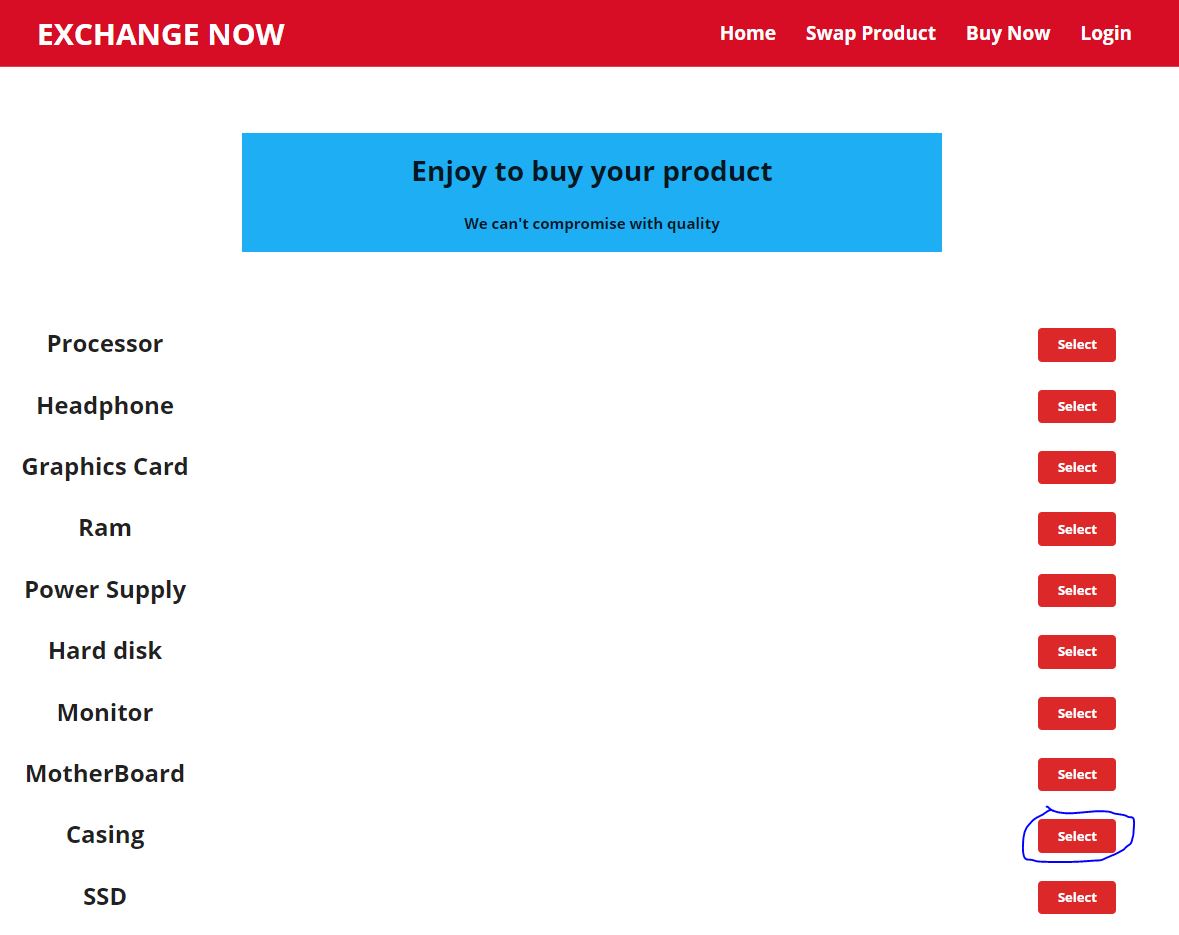 EXCHANGE NOW Home Swap Product Buy Now Login
Enjoy to buy your product
We can't compromise with quality
Processor Select
Headphone Select
Graphics Card Select
Ram Select
Power Supply Select
Hard disk Select
Monitor Select
MotherBoard Select
Casing Select
SSD Select